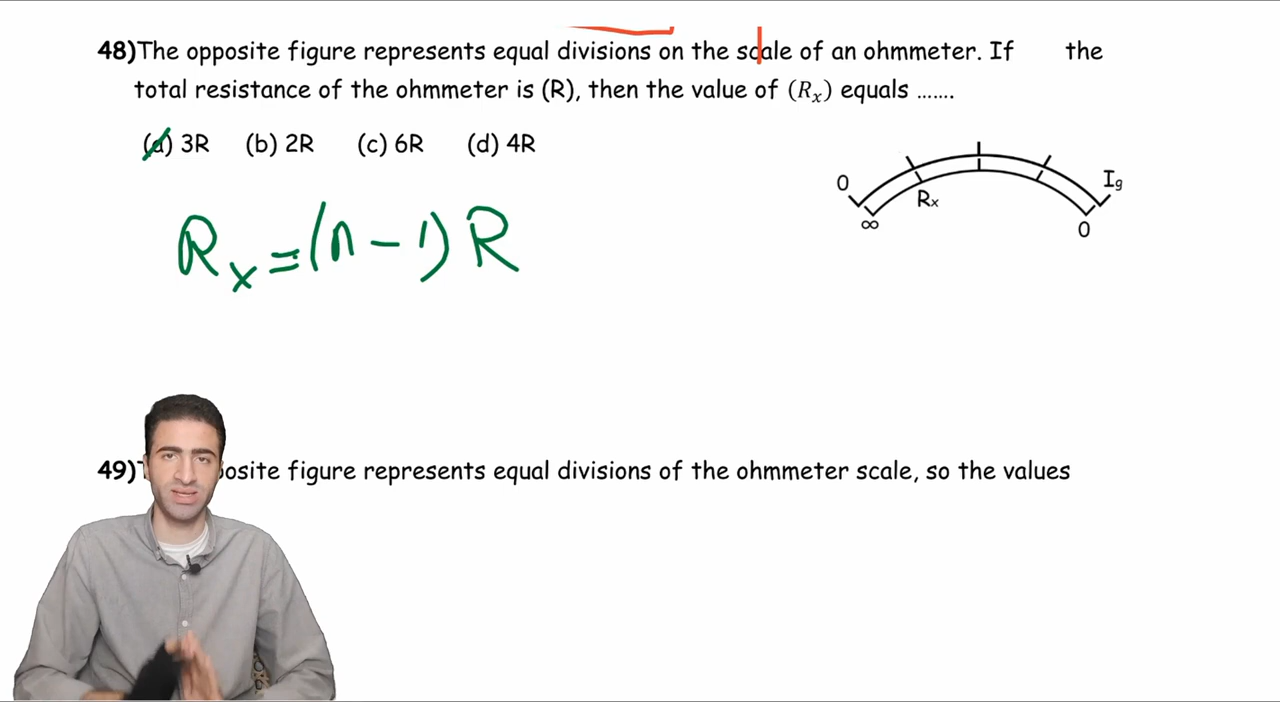 48)The opposite figure represents equal divisions on the scale of an ohmmeter. If the
total resistance of the ohmmeter is (R), then the value of (Rₓ) equals .......
(a) 3R (b) 2R (c) 6R (d) 4R
0
Rₓ
I₉
∞
0
Rₓ = (n - 1) R
49) posite figure represents equal divisions of the ohmmeter scale, so the values